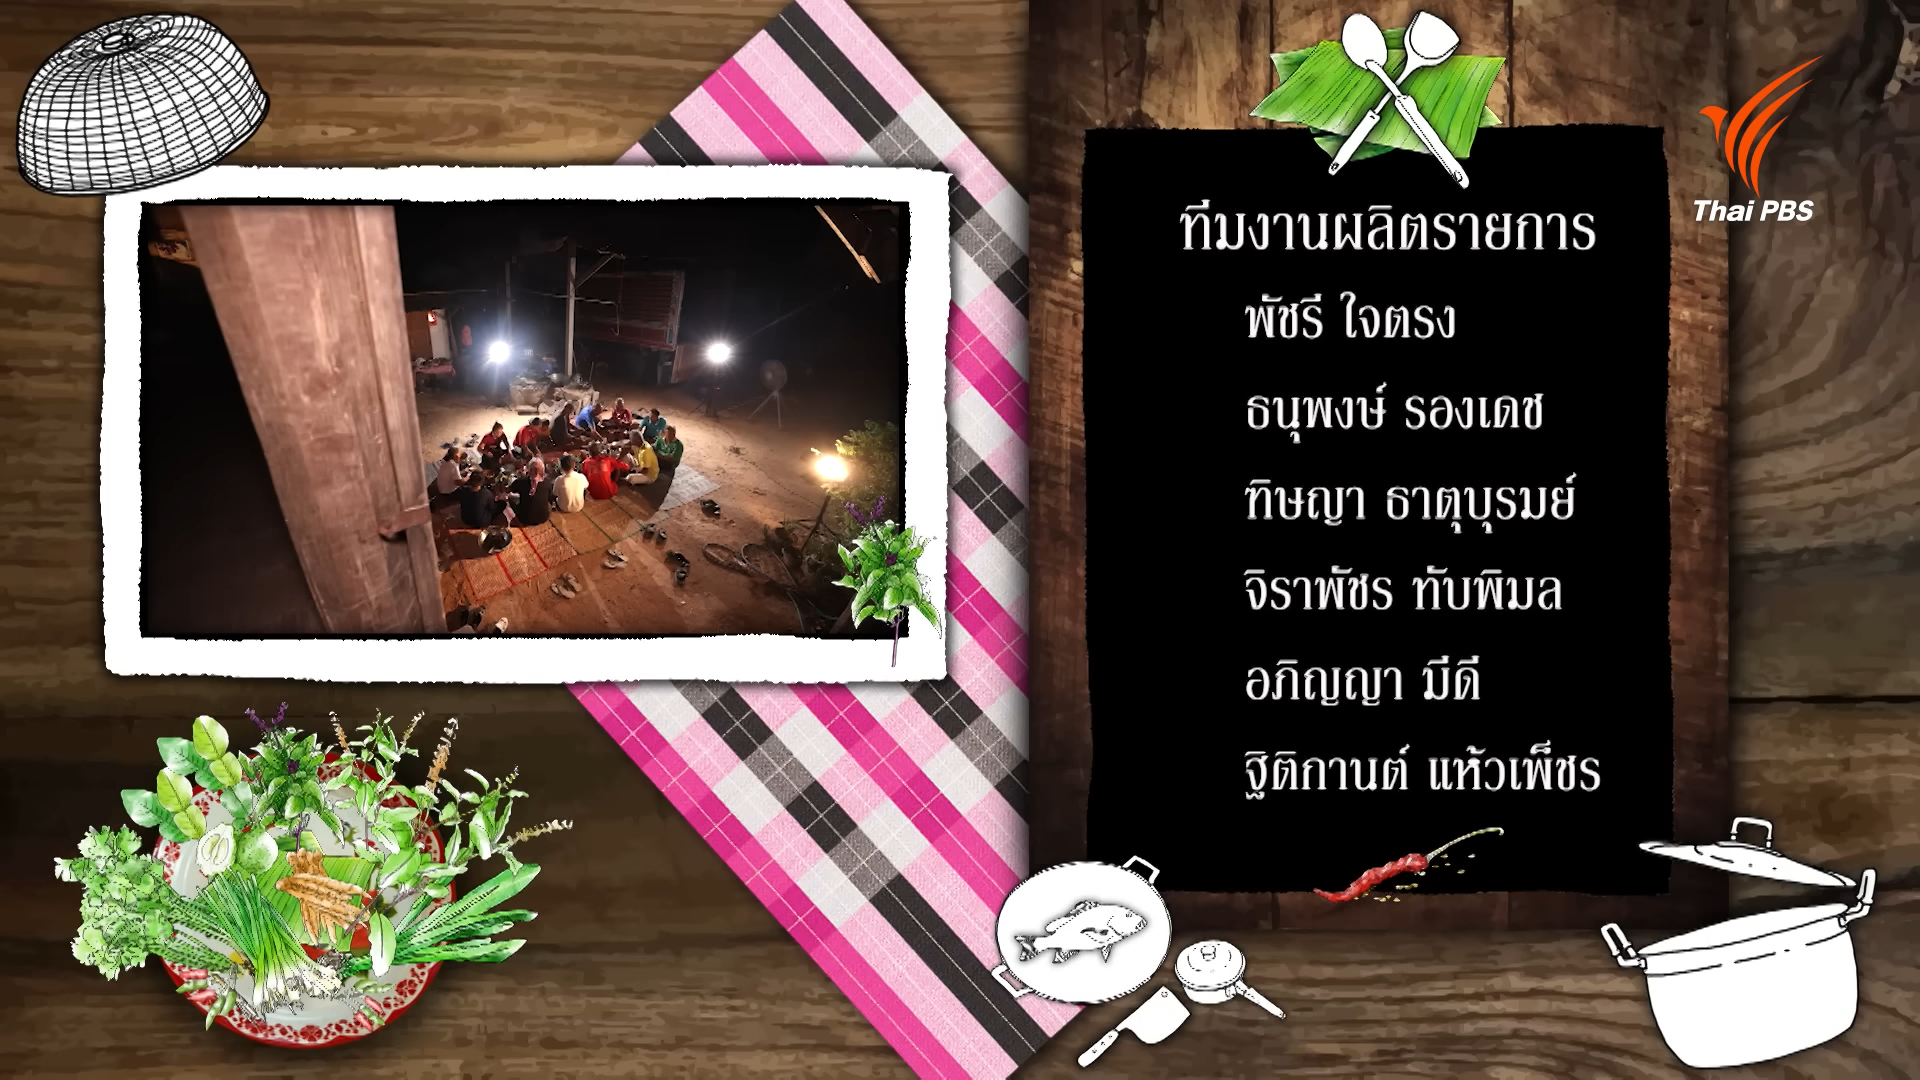 Thai PBS
ทีมงานผลิตรายการ
พัชรี ใจตรง
ธนุพงษ์ รองเดช
ฑิษญา ธาตุบุรมย์
จิราพัชร ทับพิมล
อภิญญา มีดี
ฐิติกานต์ แห้วเพ็ชร